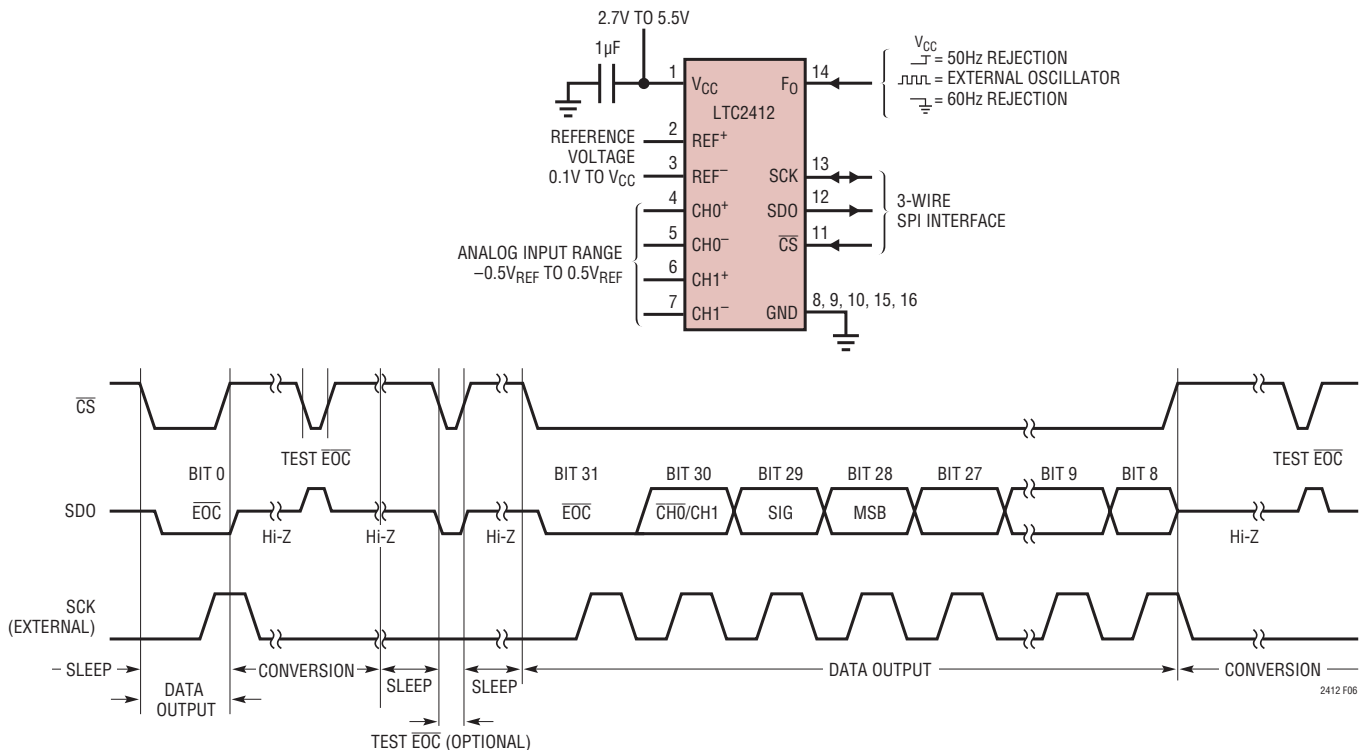 2.7V TO 5.5V
1µF
1
VCC
LTC2412
FO
14
VCC
= 50Hz REJECTION
= EXTERNAL OSCILLATOR
= 60Hz REJECTION
REFERENCE
VOLTAGE
0.1V TO VCC
2
REF+
3
REF–
SCK
13
SDO
12
CS
11
3-WIRE
SPI INTERFACE
ANALOG INPUT RANGE
–0.5VREF TO 0.5VREF
4
CH0+
5
CH0–
6
CH1+
7
CH1–
GND
8, 9, 10, 15, 16
CS
TEST EOC
TEST EOC
BIT 0
BIT 31
BIT 30
BIT 29
BIT 28
BIT 27
BIT 9
BIT 8
SDO
EOC
EOC
CH0/CH1
SIG
MSB
Hi-Z
Hi-Z
Hi-Z
Hi-Z
SCK
(EXTERNAL)
SLEEP
DATA
OUTPUT
CONVERSION
SLEEP
SLEEP
DATA OUTPUT
CONVERSION
TEST EOC (OPTIONAL)
2412 F06